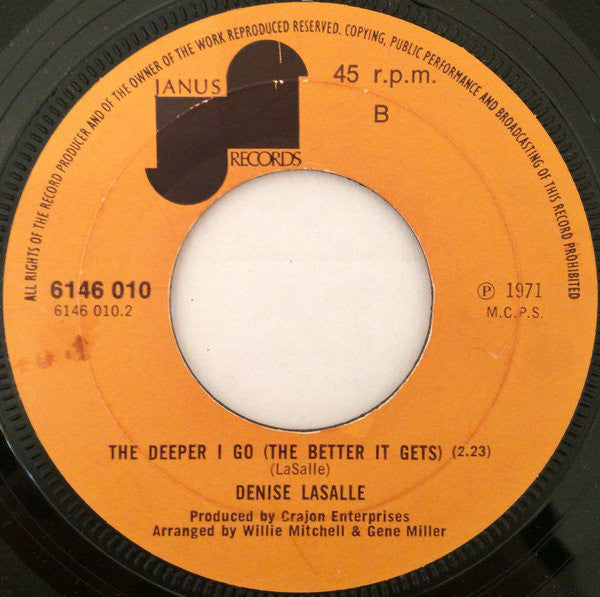 ALL RIGHTS OF THE RECORD PRODUCER AND OF THE OWNER OF THE WORK REPRODUCED RESERVED. COPYING, PUBLIC PERFORMANCE AND BROADCASTING OF THIS RECORD PROHIBITED
JANUS
RECORDS
45 r.p.m.
B
6146 010
6146 010.2
Ⓟ 1971
M.C.P.S.
THE DEEPER I GO (THE BETTER IT GETS) (2.23)
(LaSalle)
DENISE LASALLE
Produced by Crajon Enterprises
Arranged by Willie Mitchell & Gene Miller